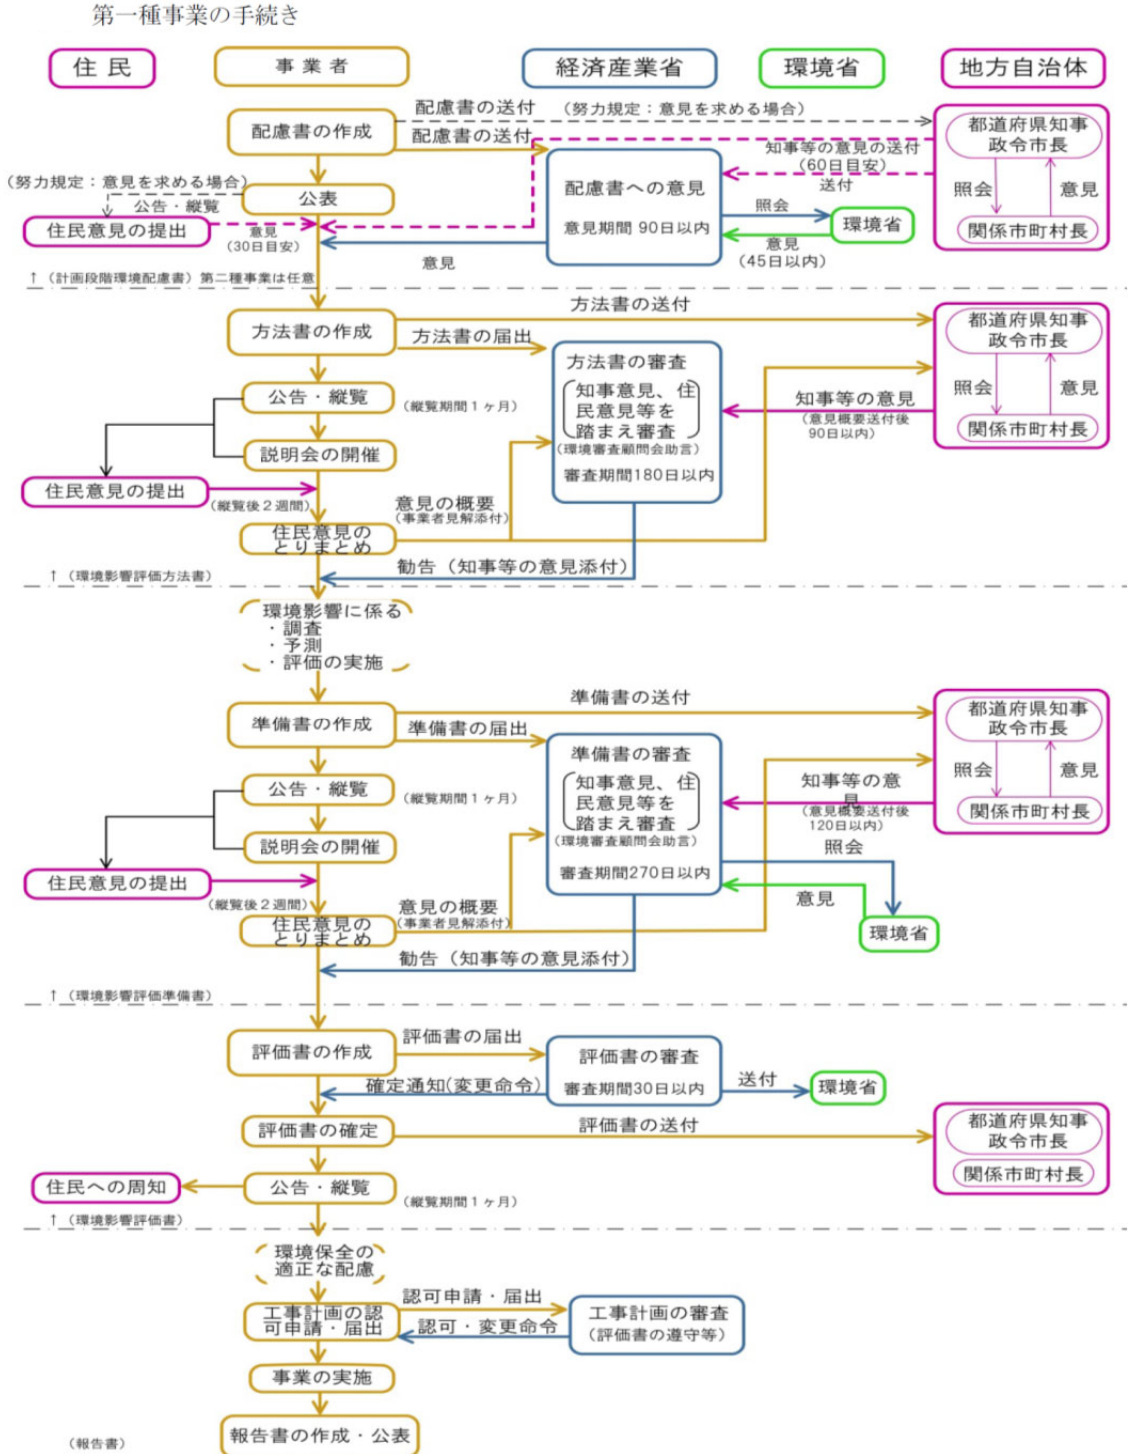 第一種事業の手続き
住民
事業者
経済産業省
環境省
地方自治体
配慮書の送付
（努力規定：意見を求める場合）
配慮書の作成
配慮書の送付
都道府県知事
政令市長
知事等の意見の送付
（60日目安）
送付
（努力規定：意見を求める場合）
公表
配慮書への意見
意見期間 90日以内
照会
意見
公告・縦覧
住民意見の提出
意見
（30日目安）
照会
環境省
意見
（45日以内）
関係市町村長
意見
↑（計画段階環境配慮書）第二種事業は任意
方法書の送付
方法書の作成
方法書の届出
都道府県知事
政令市長
方法書の審査
知事意見、住
民意見等を
踏まえ審査
（環境審査顧問会助言）
審査期間180日以内
公告・縦覧
（縦覧期間１ヶ月）
照会
意見
知事等の意見
（意見概要送付後
90日以内）
関係市町村長
説明会の開催
住民意見の提出
（縦覧後２週間）
意見の概要
（事業者見解添付）
住民意見の
とりまとめ
勧告（知事等の意見添付）
↑（環境影響評価方法書）
環境影響に係る
・調査
・予測
・評価の実施
準備書の送付
準備書の作成
準備書の届出
都道府県知事
政令市長
準備書の審査
知事意見、住
民意見等を
踏まえ審査
（環境審査顧問会助言）
審査期間270日以内
公告・縦覧
（縦覧期間１ヶ月）
照会
意見
知事等の意
見
（意見概要送付後
120日以内）
関係市町村長
説明会の開催
照会
住民意見の提出
（縦覧後２週間）
意見
意見の概要
（事業者見解添付）
住民意見の
とりまとめ
環境省
勧告（知事等の意見添付）
↑（環境影響評価準備書）
評価書の作成
評価書の届出
評価書の審査
審査期間30日以内
確定通知(変更命令)
送付
環境省
評価書の確定
評価書の送付
都道府県知事
政令市長
関係市町村長
住民への周知
公告・縦覧
（縦覧期間１ヶ月）
↑（環境影響評価書）
環境保全の
適正な配慮
工事計画の認
可申請・届出
認可申請・届出
認可・変更命令
工事計画の審査
（評価書の遵守等）
事業の実施
報告書の作成・公表
（報告書）